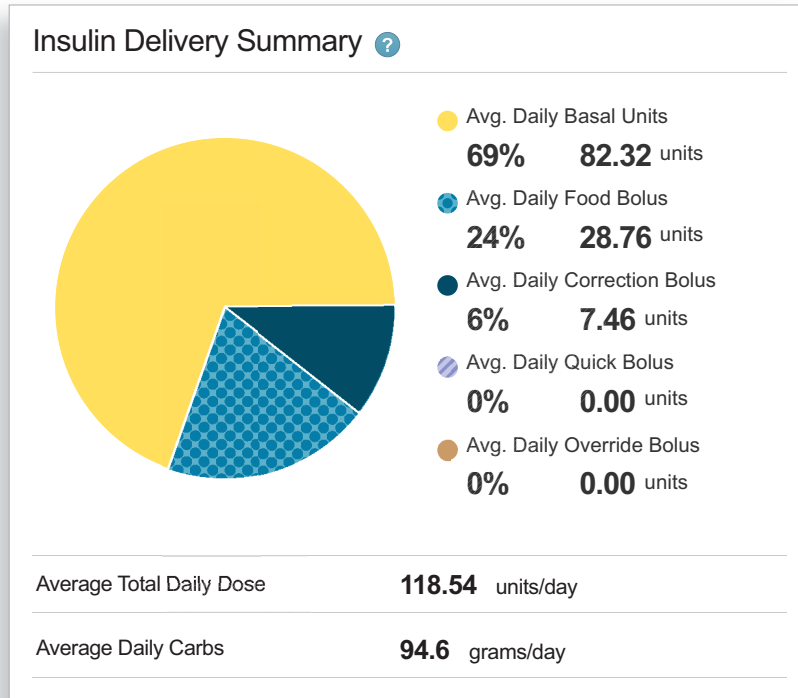 Insulin Delivery Summary ?
Avg. Daily Basal Units
69% 82.32 units
Avg. Daily Food Bolus
24% 28.76 units
Avg. Daily Correction Bolus
6% 7.46 units
Avg. Daily Quick Bolus
0% 0.00 units
Avg. Daily Override Bolus
0% 0.00 units
Average Total Daily Dose 118.54 units/day
Average Daily Carbs 94.6 grams/day